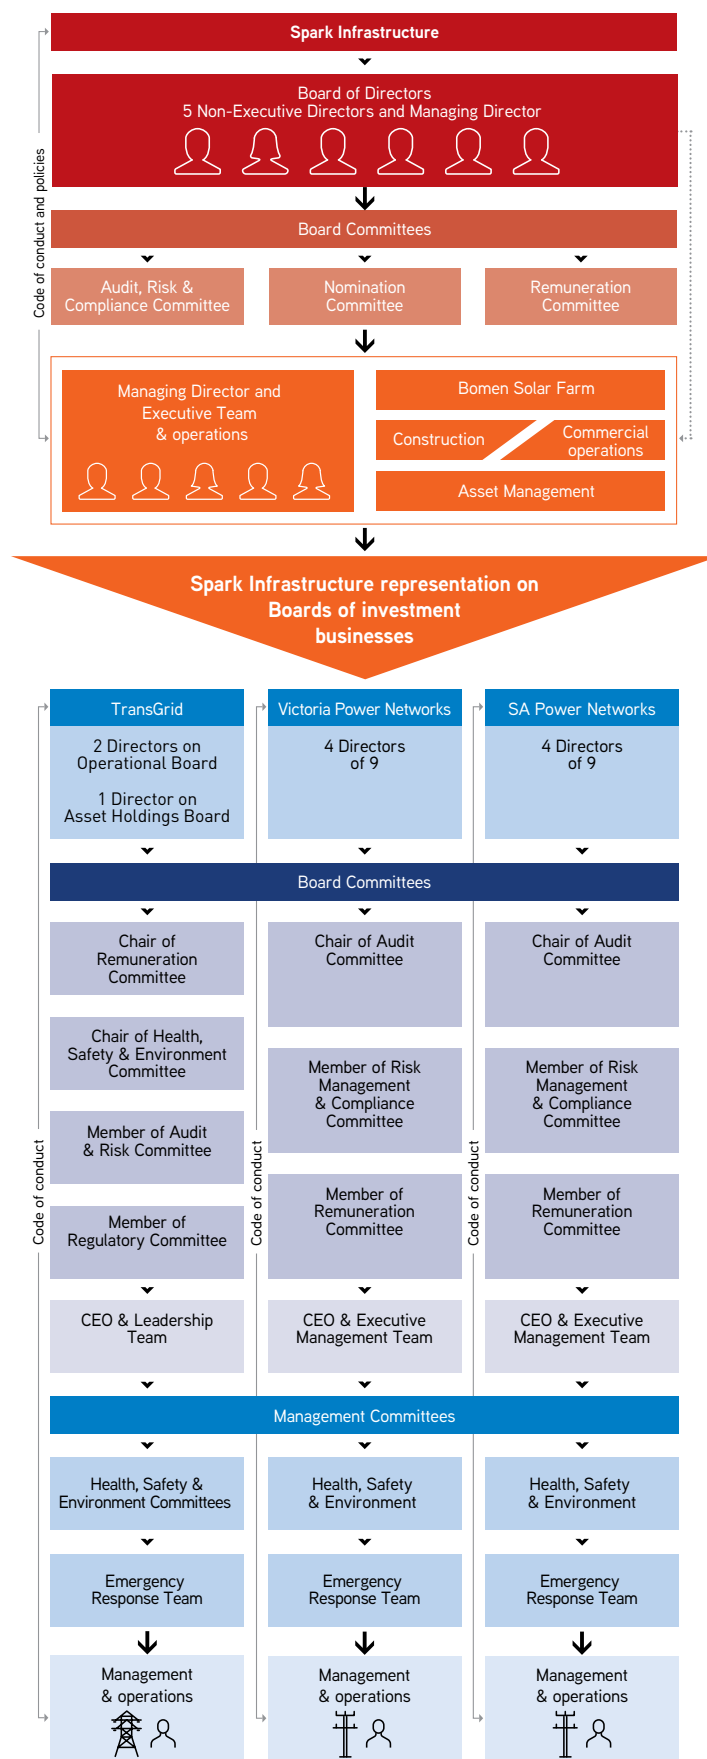 Spark Infrastructure
Board of Directors
5 Non-Executive Directors and Managing Director
Code of conduct and policies
Board Committees
Audit, Risk &
Compliance Committee
Nomination
Committee
Remuneration
Committee
Managing Director and
Executive Team
& operations
Bomen Solar Farm
Construction
Commercial
operations
Asset Management
Spark Infrastructure representation on
Boards of investment
businesses
TransGrid
2 Directors on
Operational Board
1 Director on
Asset Holdings Board
Victoria Power Networks
4 Directors
of 9
SA Power Networks
4 Directors
of 9
Board Committees
Code of conduct
Chair of
Remuneration
Committee
Chair of Health,
Safety & Environment
Committee
Member of Audit
& Risk Committee
Member of
Regulatory Committee
CEO & Leadership
Team
Code of conduct
Chair of Audit
Committee
Member of Risk
Management
& Compliance
Committee
Member of
Remuneration
Committee
CEO & Executive
Management Team
Code of conduct
Chair of Audit
Committee
Member of Risk
Management
& Compliance
Committee
Member of
Remuneration
Committee
CEO & Executive
Management Team
Management Committees
Health, Safety &
Environment Committees
Emergency
Response Team
Management
& operations
Health, Safety
& Environment
Emergency
Response Team
Management
& operations
Health, Safety
& Environment
Emergency
Response Team
Management
& operations